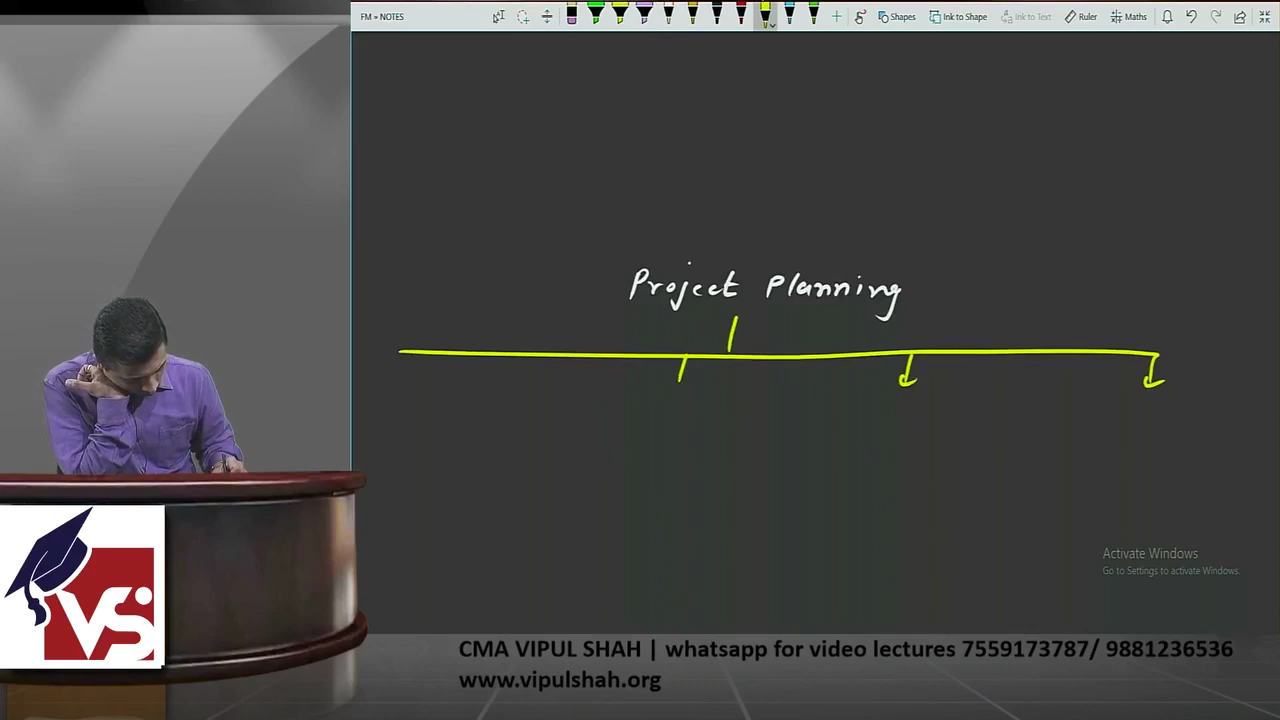 FM » NOTES
Shapes
Ink to Shape
Ink to Text
Ruler
Maths
Project Planning
Activate Windows
Go to Settings to activate Windows.
VS
CMA VIPUL SHAH | whatsapp for video lectures 7559173787/ 9881236536
www.vipulshah.org